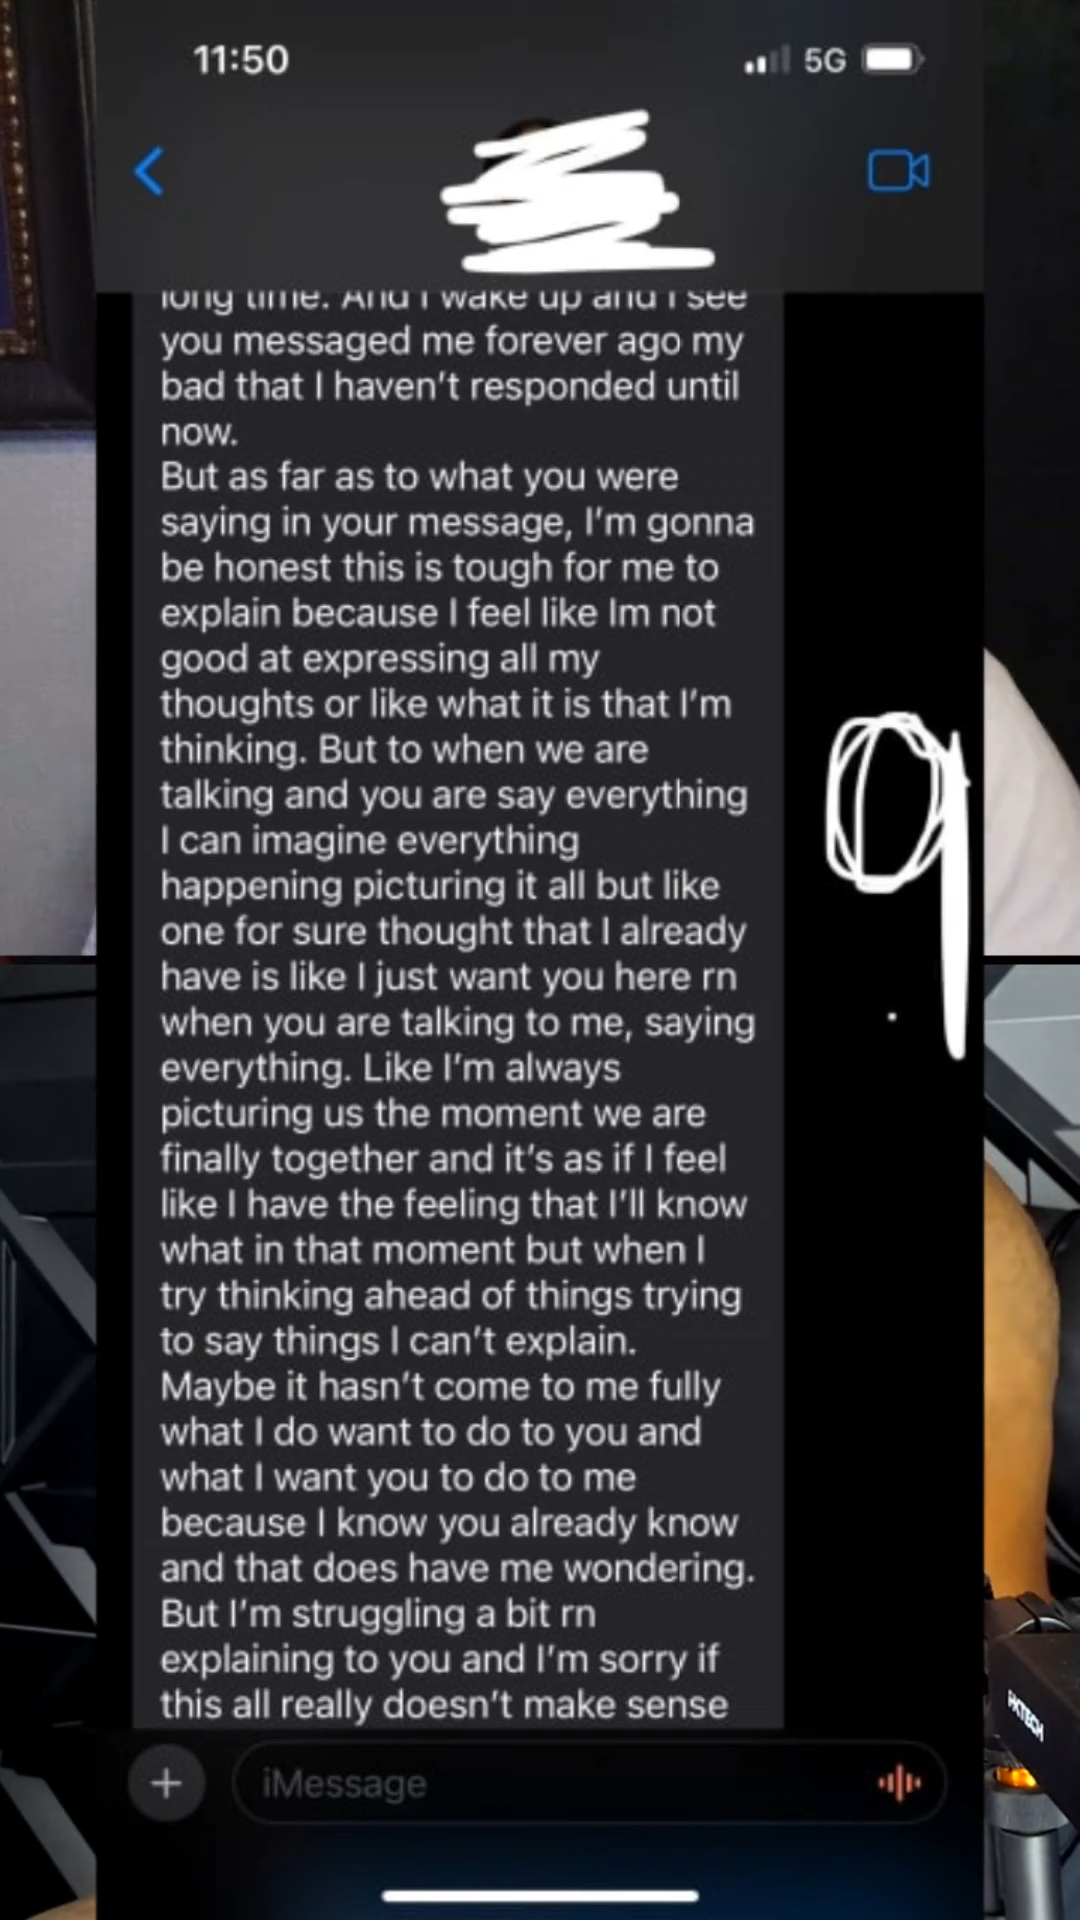 11:50
5G
long time. And I wake up and I see
you messaged me forever ago my
bad that I haven't responded until
now.
But as far as to what you were
saying in your message, I'm gonna
be honest this is tough for me to
explain because I feel like Im not
good at expressing all my
thoughts or like what it is that I'm
thinking. But to when we are
talking and you are say everything
I can imagine everything
happening picturing it all but like
one for sure thought that I already
have is like I just want you here rn
when you are talking to me, saying
everything. Like I'm always
picturing us the moment we are
finally together and it's as if I feel
like I have the feeling that I'll know
what in that moment but when I
try thinking ahead of things trying
to say things I can't explain.
Maybe it hasn't come to me fully
what I do want to do to you and
what I want you to do to me
because I know you already know
and that does have me wondering.
But I'm struggling a bit rn
explaining to you and I'm sorry if
this all really doesn't make sense
9
iMessage